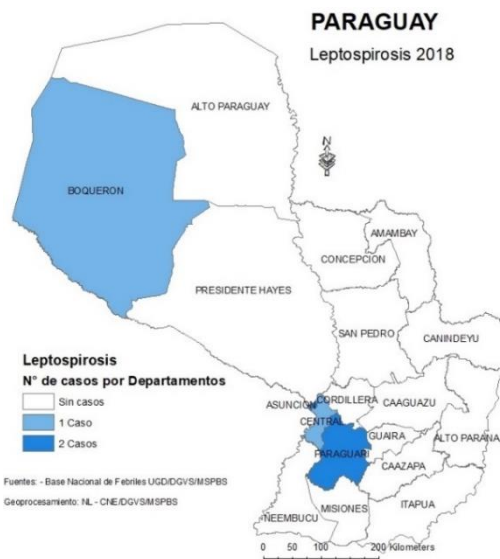 PARAGUAY
Leptospirosis 2018
ALTO PARAGUAY
N
BOQUERON
AMAMBAY
CONCEPCION
PRESIDENTE HAYES
SAN PEDRO
CANINDEYU
Leptospirosis
N° de casos por Departamentos
Sin casos
1 Caso
2 Casos
ASUNCION
CORDILLERA
CAAGUAZU
CENTRAL
GUAIRA
ALTO PARANA
PARAGUARI
CAAZAPA
Fuentes: - Base Nacional de Febriles UGD/DGVS/MSPBS
Geoprocesamiento: NL - CNE/DGVS/MSPBS
MISIONES
ITAPUA
ÑEEMBUCU
0 50 100 200 Kilometers